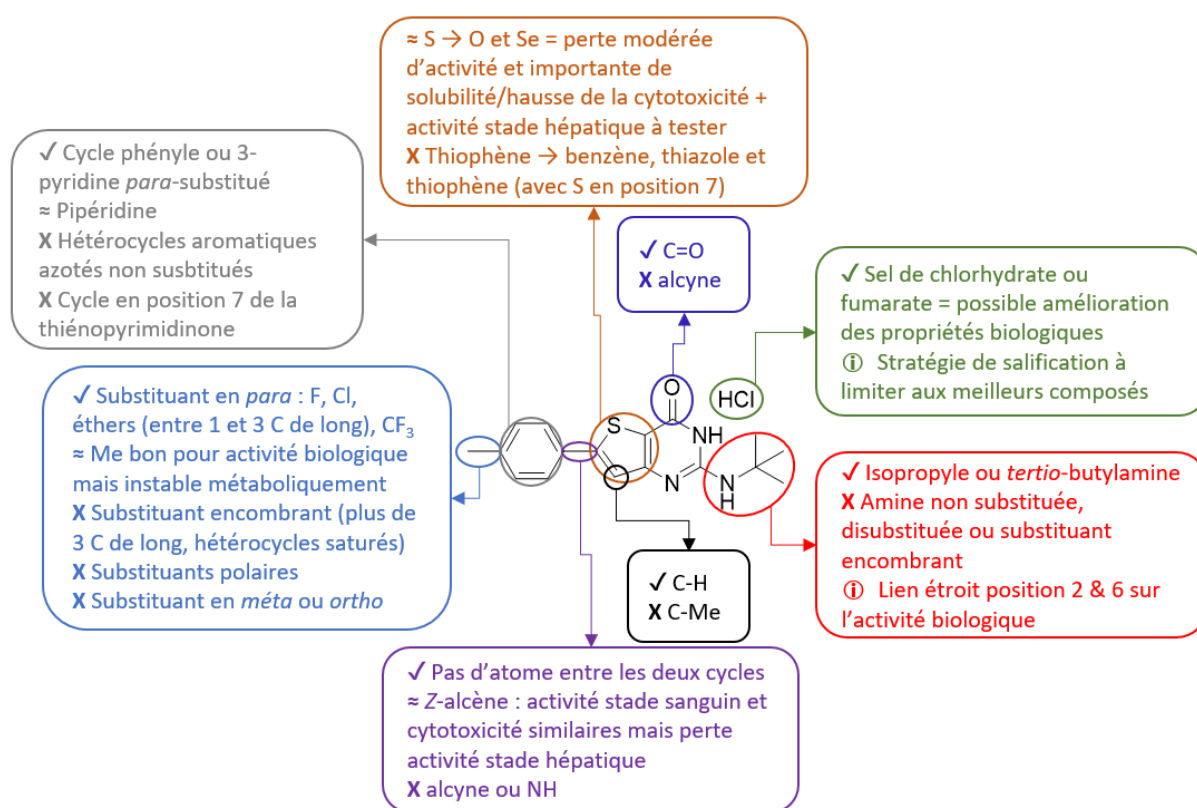 ≈ S → O et Se = perte modérée
d'activité et importante de
solubilité/hausse de la cytotoxicité +
activité stade hépatique à tester
X Thiophène → benzène, thiazole et
thiophène (avec S en position 7)
✓ Cycle phényle ou 3-
pyridine para-substitué
≈ Pipéridine
X Hétérocycles aromatiques
azotés non susbtitués
X Cycle en position 7 de la
thiénopyrimidinone
✓ C=O
X alcyne
✓ Sel de chlorhydrate ou
fumarate = possible amélioration
des propriétés biologiques
ⓘ Stratégie de salification à
limiter aux meilleurs composés
✓ Substituant en para : F, Cl,
éthers (entre 1 et 3 C de long), CF₃
≈ Me bon pour activité biologique
mais instable métaboliquement
X Substituant encombrant (plus de
3 C de long, hétérocycles saturés)
X Substituants polaires
X Substituant en méta ou ortho
O
HCl
S
NH
N
N
H
✓ Isopropyle ou tertio-butylamine
X Amine non substituée,
disubstituée ou substituant
encombrant
ⓘ Lien étroit position 2 & 6 sur
l'activité biologique
✓ C-H
X C-Me
✓ Pas d'atome entre les deux cycles
≈ Z-alcène : activité stade sanguin et
cytotoxicité similaires mais perte
activité stade hépatique
X alcyne ou NH